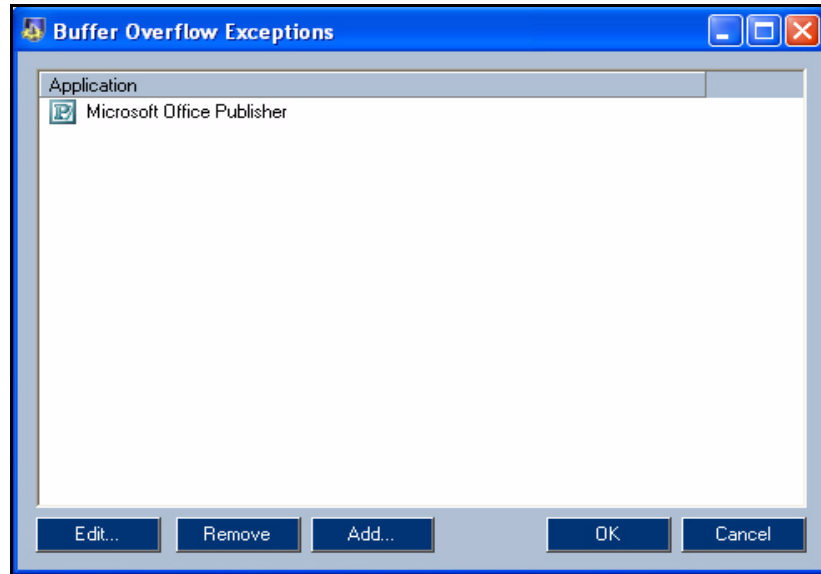 Buffer Overflow Exceptions
Application
Microsoft Office Publisher
Edit... Remove Add... OK Cancel